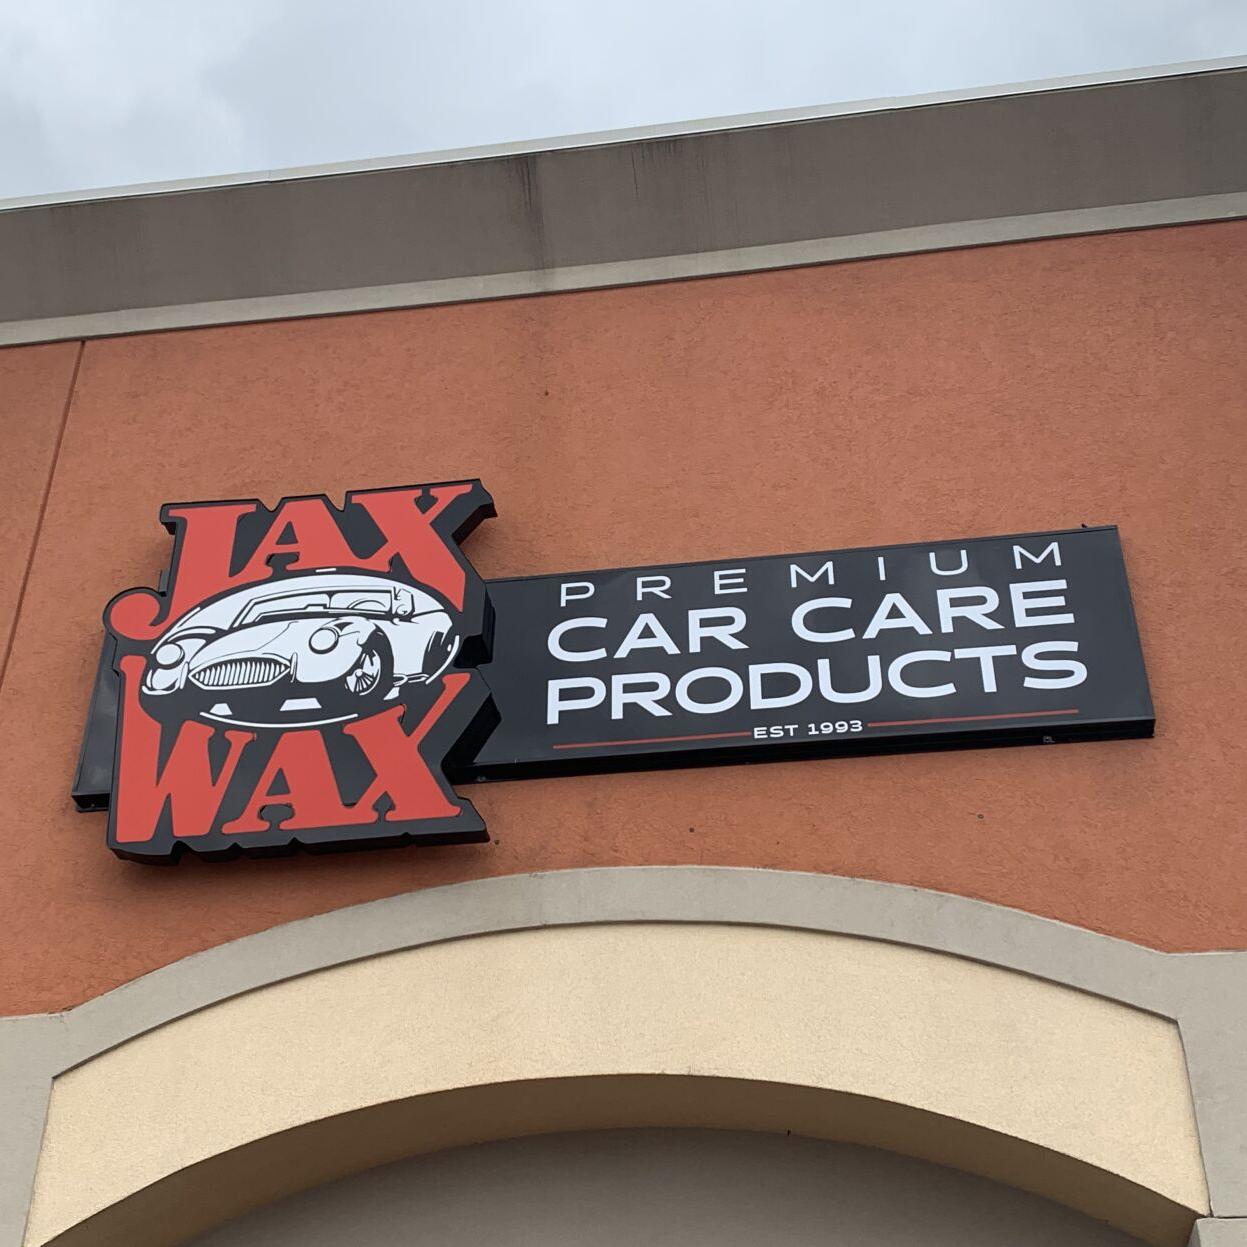 JAX
WAX
PREMIUM
CAR CARE
PRODUCTS
EST 1993